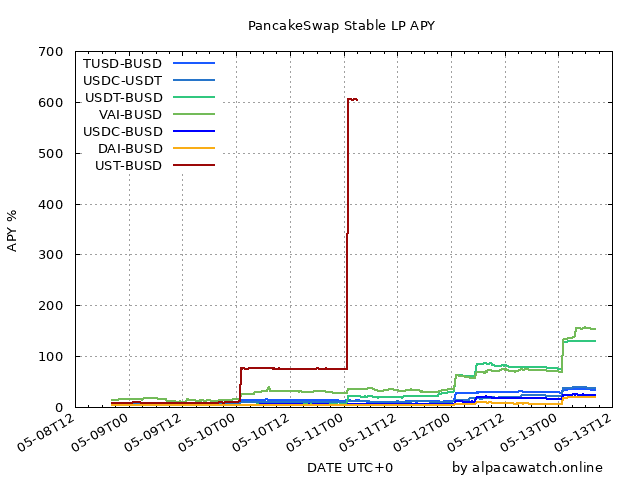 PancakeSwap Stable LP APY
700
600
500
400
300
200
100
0
APY %
TUSD-BUSD
USDC-USDT
USDT-BUSD
VAI-BUSD
USDC-BUSD
DAI-BUSD
UST-BUSD
05-08T12
05-09T00
05-09T12
05-10T00
05-10T12
05-11T00
05-11T12
05-12T00
05-12T12
05-13T00
05-13T12
DATE UTC+0
by alpacawatch.online